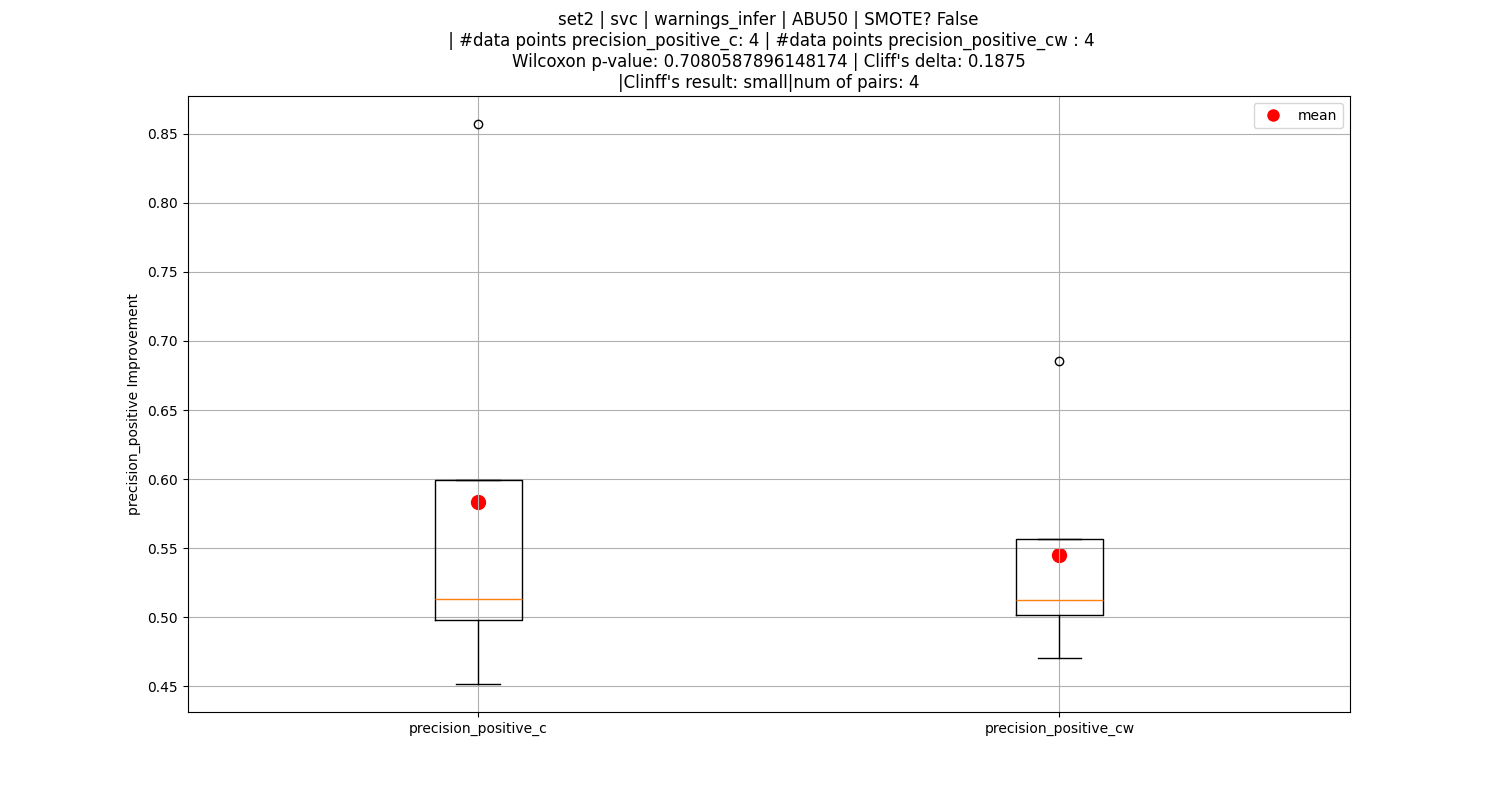 set2 | svc | warnings_infer | ABU50 | SMOTE? False
| #data points precision_positive_c: 4 | #data points precision_positive_cw : 4
Wilcoxon p-value: 0.7080587896148174 | Cliff's delta: 0.1875
|Clinff's result: small|num of pairs: 4
mean
0.85
0.80
0.75
0.70
0.65
0.60
0.55
0.50
0.45
precision_positive Improvement
precision_positive_c
precision_positive_cw